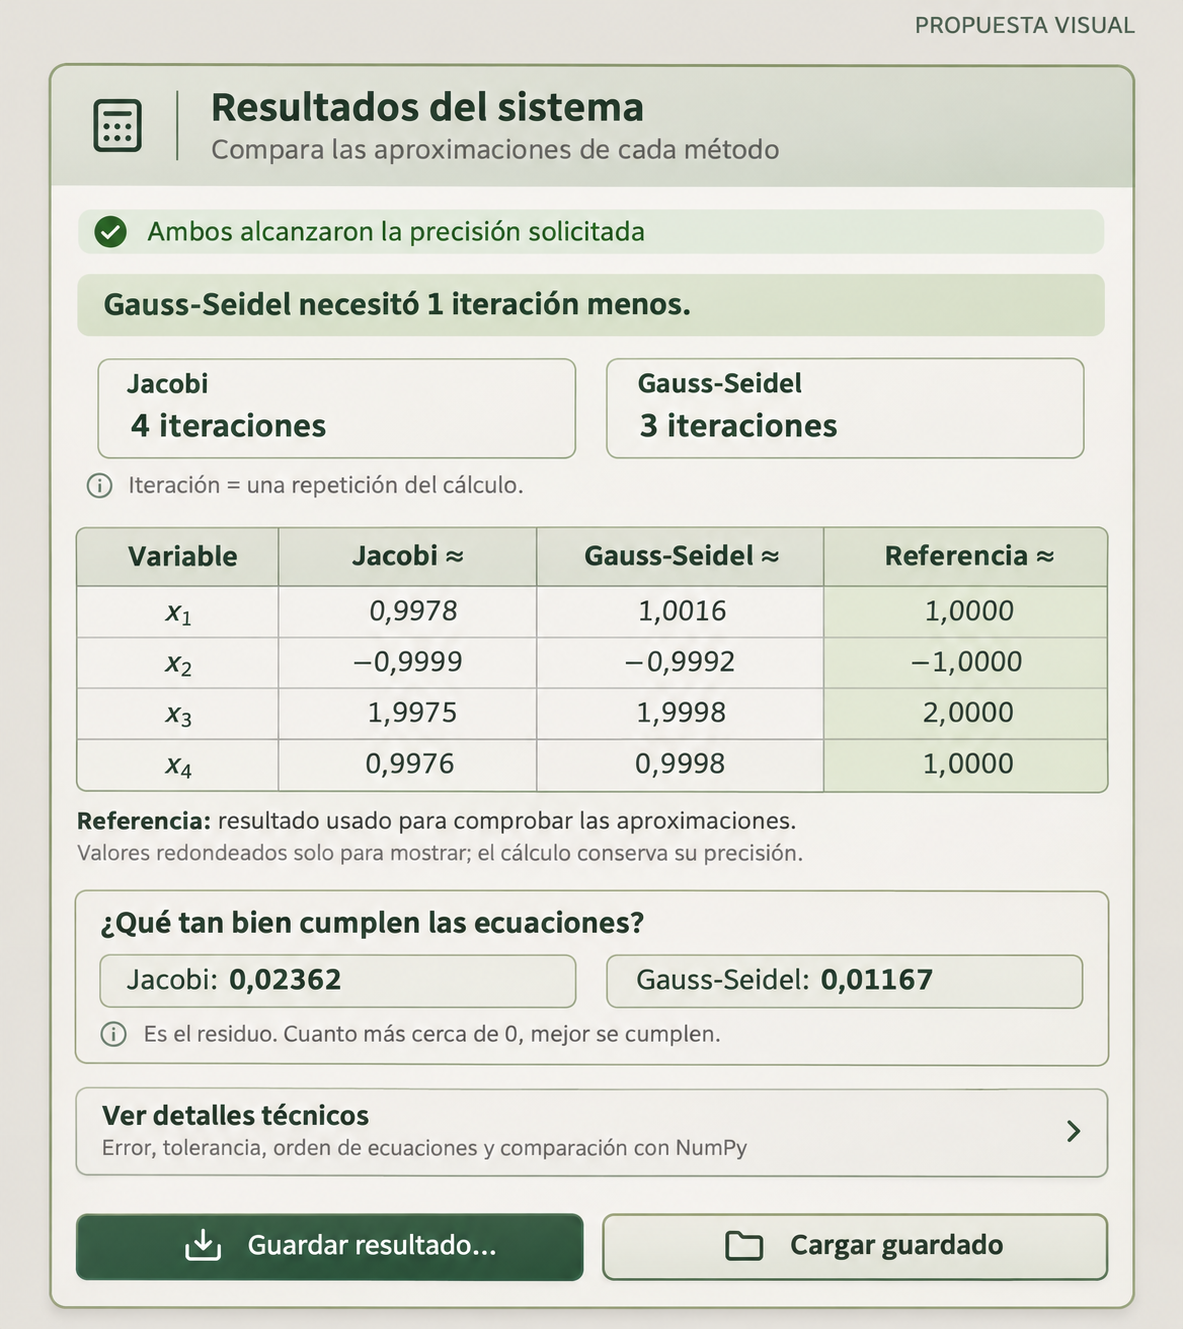 PROPUESTA VISUAL
Resultados del sistema
Compara las aproximaciones de cada método
Ambos alcanzaron la precisión solicitada
Gauss-Seidel necesitó 1 iteración menos.
Jacobi
4 iteraciones
Gauss-Seidel
3 iteraciones
Iteración = una repetición del cálculo.
Variable Jacobi ≈ Gauss-Seidel ≈ Referencia ≈
x₁ 0,9978 1,0016 1,0000
x₂ −0,9999 −0,9992 −1,0000
x₃ 1,9975 1,9998 2,0000
x₄ 0,9976 0,9998 1,0000
Referencia: resultado usado para comprobar las aproximaciones.
Valores redondeados solo para mostrar; el cálculo conserva su precisión.
¿Qué tan bien cumplen las ecuaciones?
Jacobi: 0,02362
Gauss-Seidel: 0,01167
Es el residuo. Cuanto más cerca de 0, mejor se cumplen.
Ver detalles técnicos
Error, tolerancia, orden de ecuaciones y comparación con NumPy
Guardar resultado...
Cargar guardado